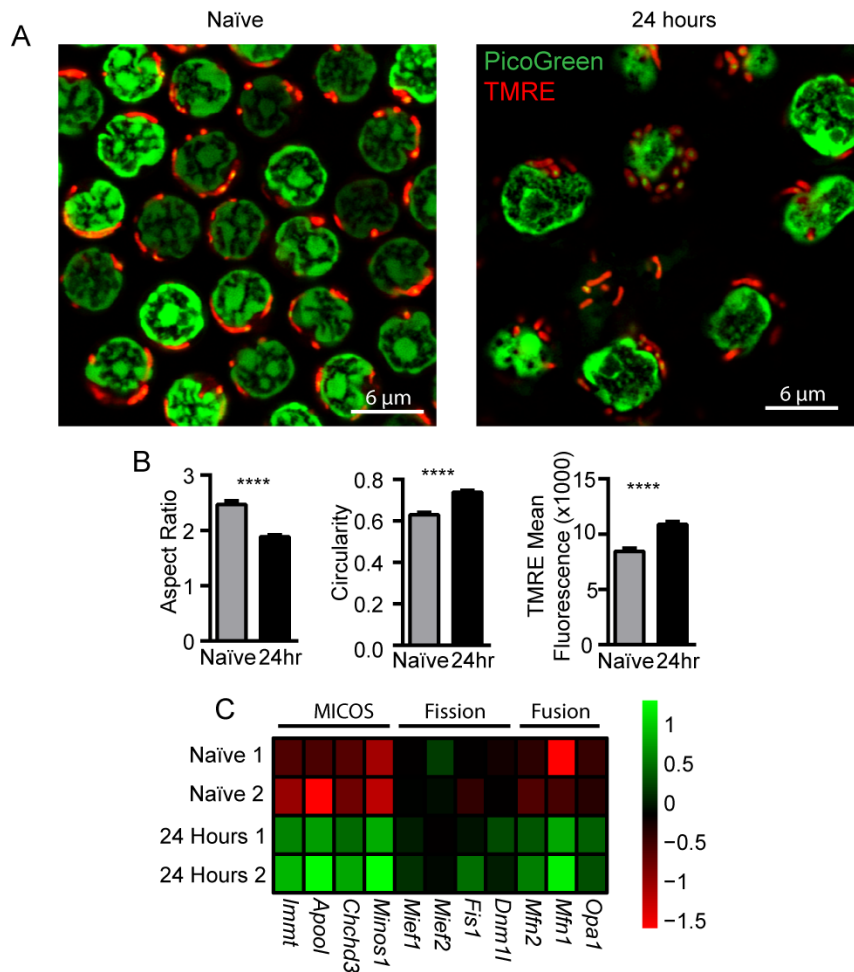 Naïve
24 hours
A
PicoGreen
TMRE
6 µm
6 µm
B
Aspect Ratio
3
2
1
0
****
Naïve 24hr
Circularity
0.8
0.6
0.4
0.2
0.0
****
Naïve 24hr
TMRE Mean
Fluorescence (x1000)
15
10
5
0
****
Naïve 24hr
C
MICOS
Fission
Fusion
Naïve 1
Naïve 2
24 Hours 1
24 Hours 2
Immt
Apool
Chchd3
Minos1
Mief1
Mief2
Fis1
Dnm1l
Mfn2
Mfn1
Opa1
1
0.5
0
−0.5
−1
−1.5